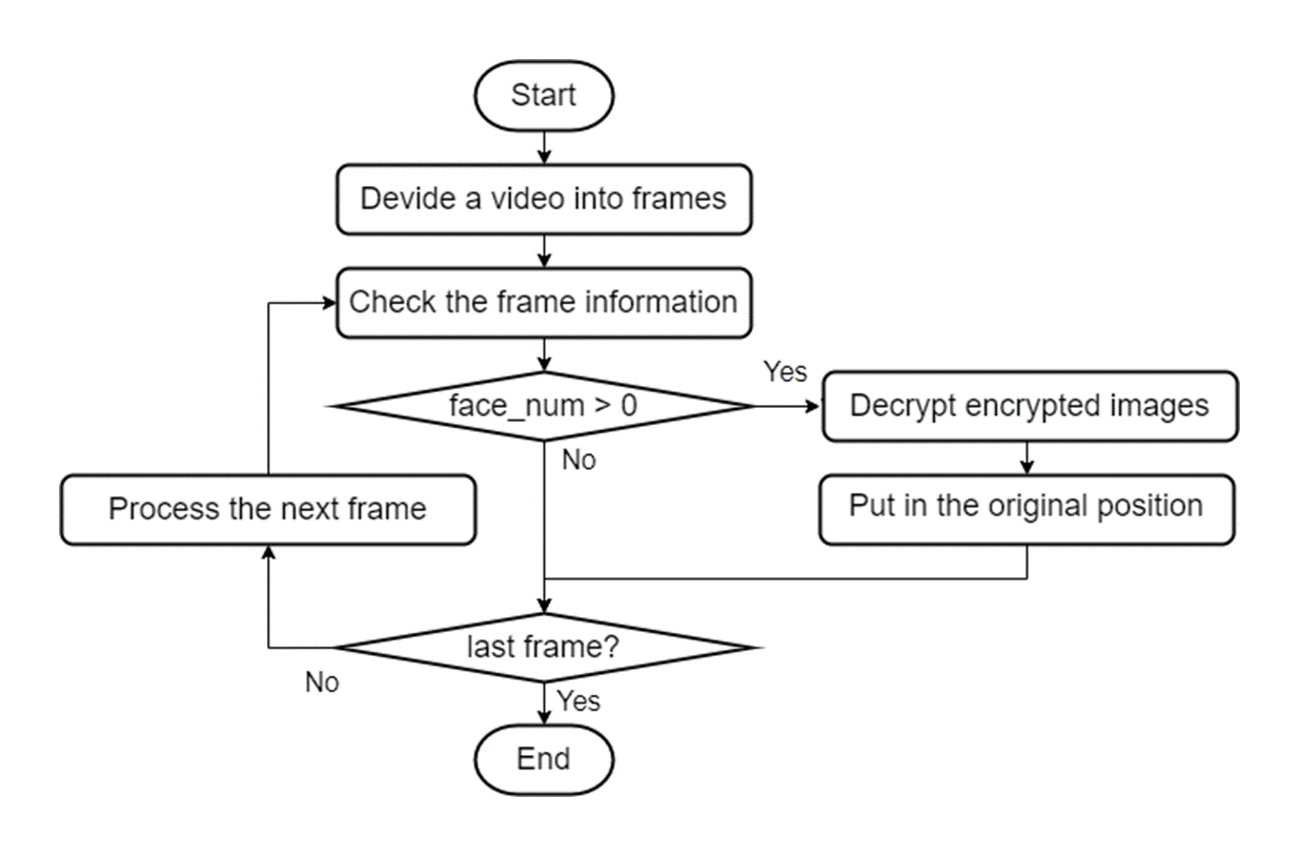 Start
Devide a video into frames
Check the frame information
face_num > 0
Yes
Decrypt encrypted images
No
Put in the original position
Process the next frame
last frame?
No
Yes
End